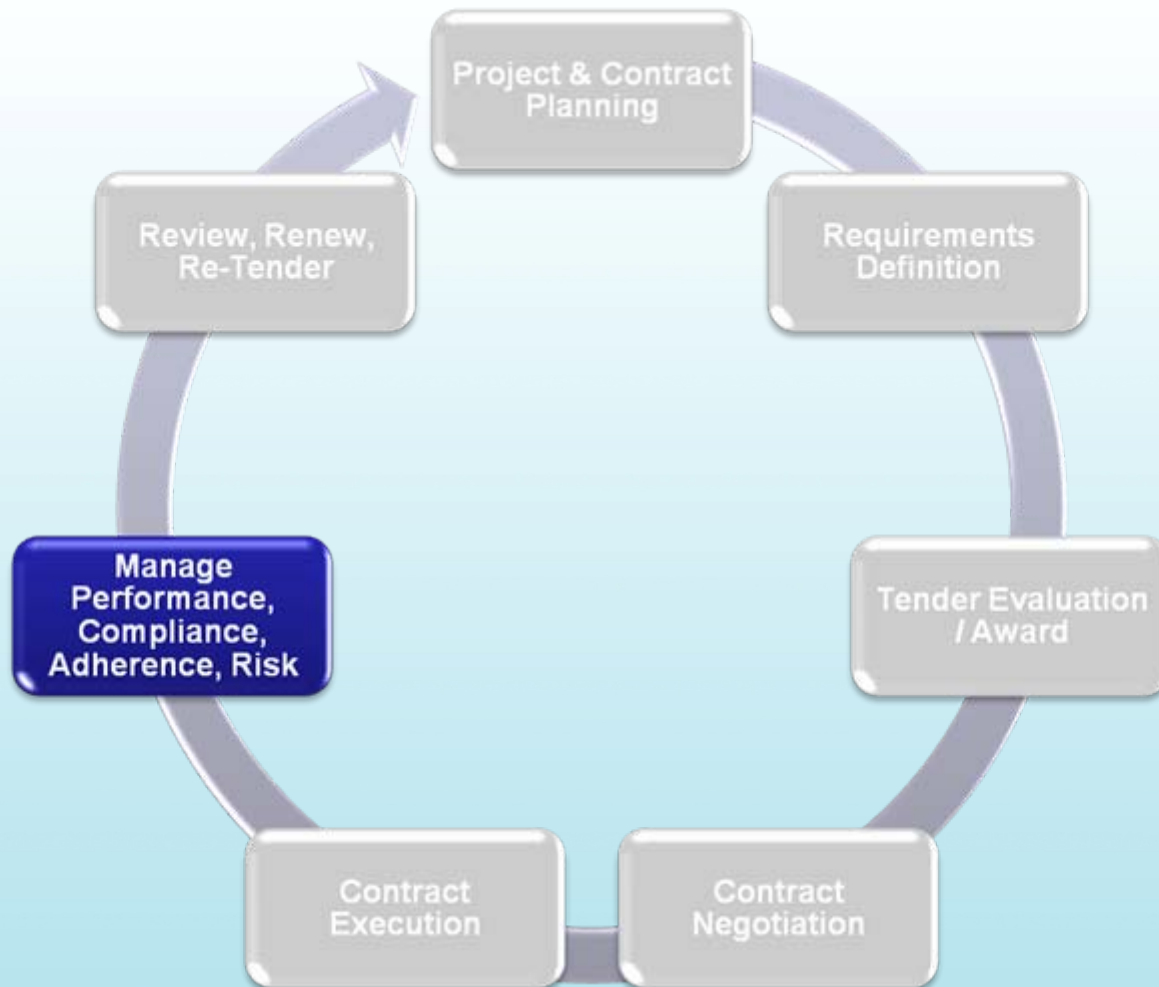 Project & Contract
Planning
Requirements
Definition
Tender Evaluation
/ Award
Contract
Negotiation
Contract
Execution
Manage
Performance,
Compliance,
Adherence, Risk
Review, Renew,
Re-Tender